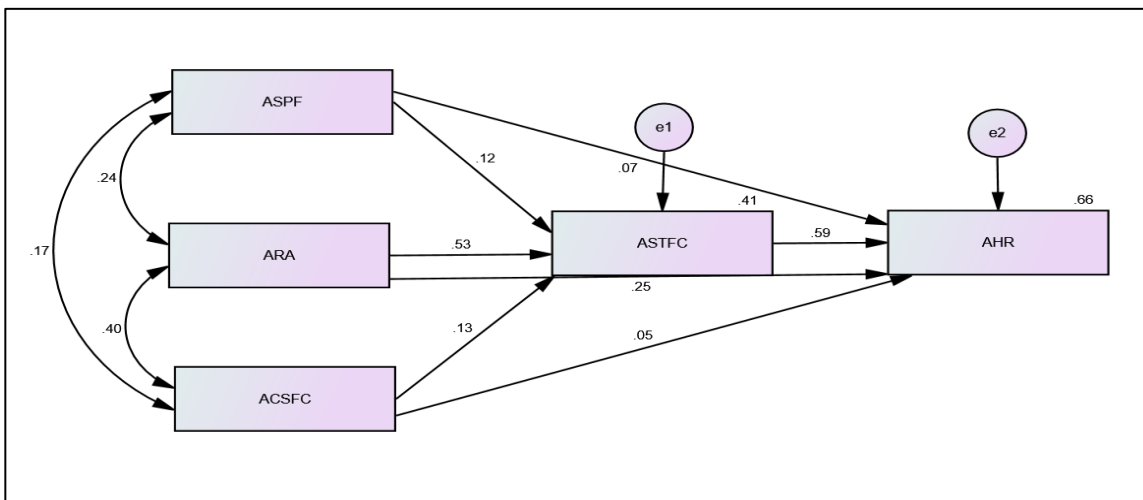 ASPF
e1
e2
.12
.07
.24
.41
.66
ASTFC
.59
AHR
.17
ARA
.53
.25
.40
.13
.05
ACSFC